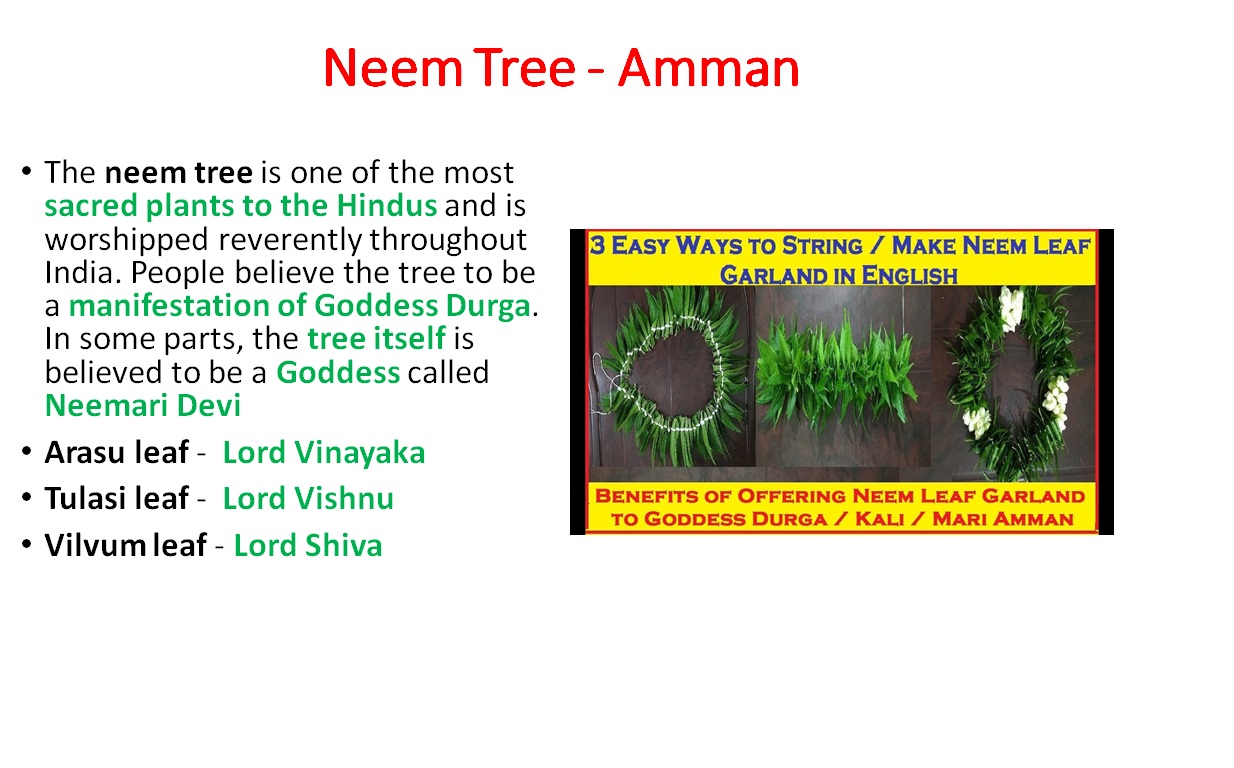 Neem Tree - Amman
• The neem tree is one of the most
sacred plants to the Hindus and is
worshipped reverently throughout
India. People believe the tree to be
a manifestation of Goddess Durga.
In some parts, the tree itself is
believed to be a Goddess called
Neemari Devi
• Arasu leaf - Lord Vinayaka
• Tulasi leaf - Lord Vishnu
• Vilvum leaf - Lord Shiva
3 Easy Ways to String / Make Neem Leaf
Garland in English
Benefits of Offering Neem Leaf Garland
to Goddess Durga / Kali / Mari Amman